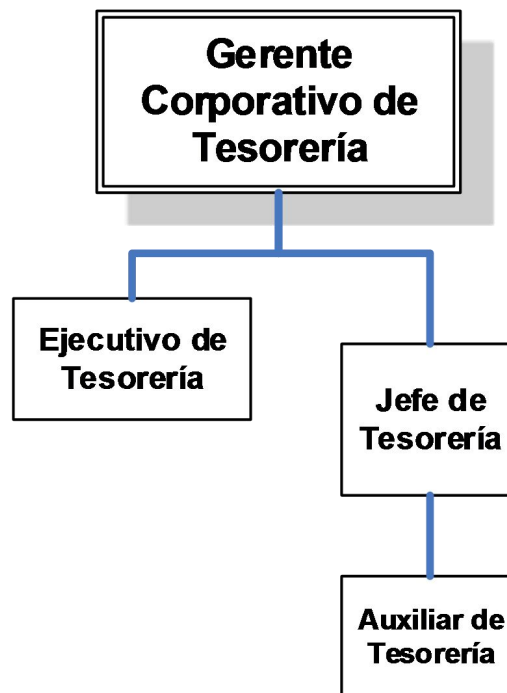 Gerente
Corporativo de
Tesorería
Ejecutivo de
Tesorería
Jefe de
Tesorería
Auxiliar de
Tesorería